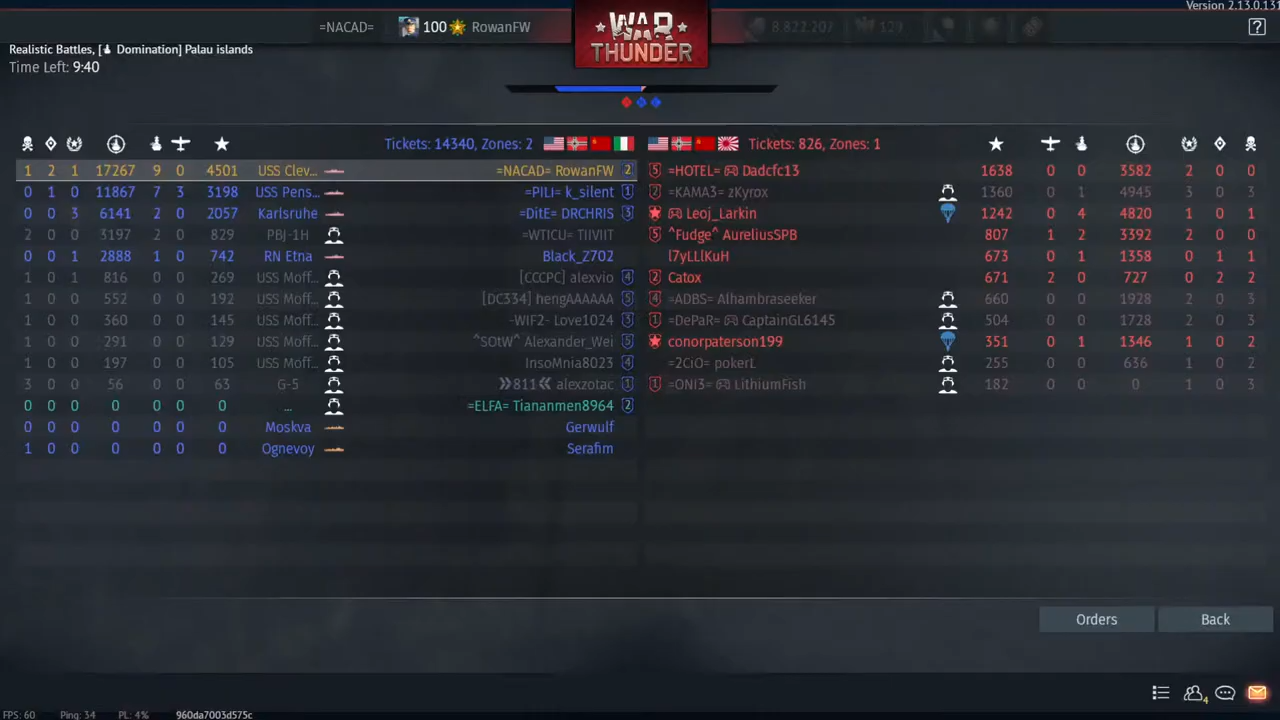 Version 2.13.0.131
=NACAD= 100 RowanFW
WAR
THUNDER
8,822,207 129
?
Realistic Battles, [ Domination] Palau islands
Time Left: 9:40
Tickets: 14340, Zones: 2 Tickets: 826, Zones: 1
1 2 1 17267 9 0 4501 USS Clev... =NACAD= RowanFW 2 5 =HOTEL= Dadcfc13 1638 0 0 3582 2 0 0
0 1 0 11867 7 3 3198 USS Pens... =PILI= k_silent 1 2 =KAMA3= zKyrox 1360 0 1 4945 3 0 3
0 0 3 6141 2 0 2057 Karlsruhe =DitE= DRCHRIS 3 Leoj_Larkin 1242 0 4 4820 1 0 1
2 0 0 3197 2 0 829 PBJ-1H =WTICU= TIIVIIT 5 ^Fudge^ AureliusSPB 807 1 2 3392 2 0 0
0 0 1 2888 1 0 742 RN Etna Black_Z702 l7yLLlKuH 673 0 1 1358 0 1 1
1 0 1 816 0 0 269 USS Moff... [CCCPC] alexvio 4 2 Catox 671 2 0 727 0 2 2
1 0 0 552 0 0 192 USS Moff... [DC334] hengAAAAAA 5 4 =ADBS= Alhambraseeker 660 0 0 1928 2 0 3
1 0 0 360 0 0 145 USS Moff... -WIF2- Love1024 3 1 =DePaR= CaptainGL6145 504 0 0 1728 2 0 3
1 0 0 291 0 0 129 USS Moff... ^SOtW^ Alexander_Wei 5 conorpaterson199 351 0 1 1346 1 0 2
1 0 0 197 0 0 105 USS Moff... InsoMnia8023 4 =2CiO= pokerL 255 0 0 636 1 0 2
3 0 0 56 0 0 63 G-5 »811« alexzotac 1 1 =ONI3= LithiumFish 182 0 0 0 1 0 3
0 0 0 0 0 0 0 ... =ELFA= Tiananmen8964 2
0 0 0 0 0 0 0 Moskva Gerwulf
1 0 0 0 0 0 0 Ognevoy Serafim
Orders Back
4
FPS: 60 Ping: 34 PL: 4% 960da7003d575c